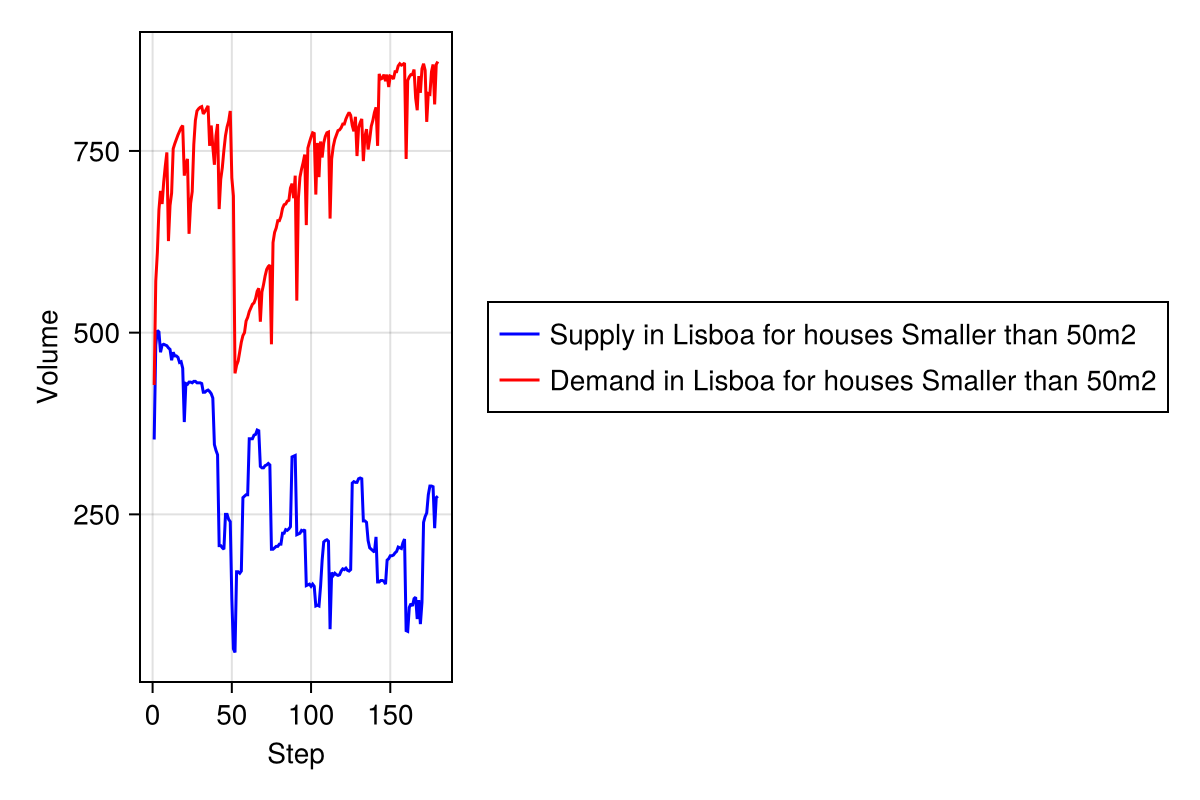 Volume
750
500
250
0 50 100 150
Step
Supply in Lisboa for houses Smaller than 50m2
Demand in Lisboa for houses Smaller than 50m2